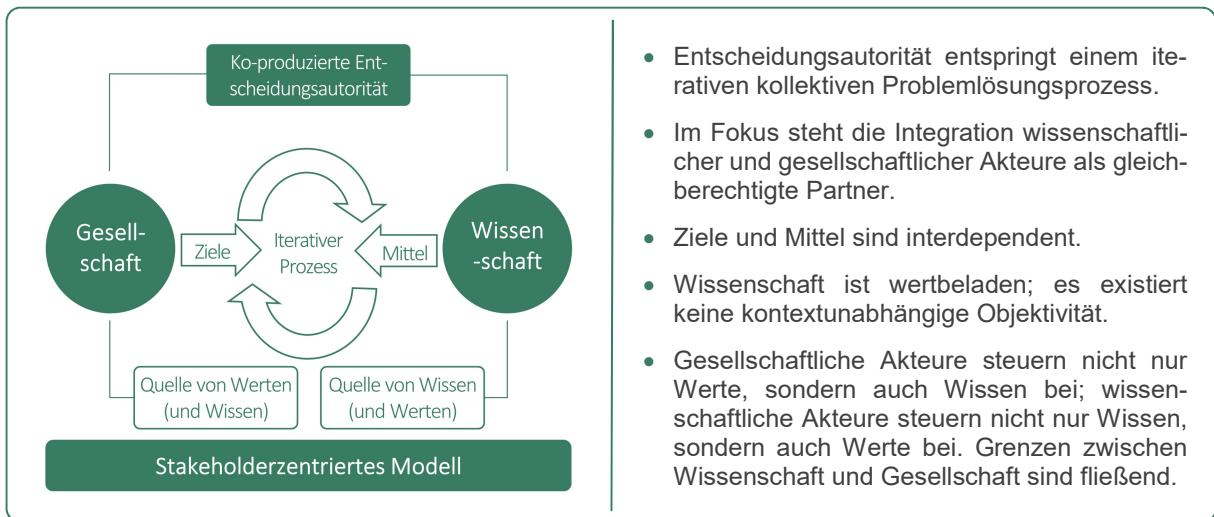 Ko-produzierte Ent-
scheidungsautorität
Gesell-
schaft
Ziele
Iterativer
Prozess
Mittel
Wissen
-schaft
Quelle von Werten
(und Wissen)
Quelle von Wissen
(und Werten)
Stakeholderzentriertes Modell
• Entscheidungsautorität entspringt einem ite-
rativen kollektiven Problemlösungsprozess.
• Im Fokus steht die Integration wissenschaftli-
cher und gesellschaftlicher Akteure als gleich-
berechtigte Partner.
• Ziele und Mittel sind interdependent.
• Wissenschaft ist wertbeladen; es existiert
keine kontextunabhängige Objektivität.
• Gesellschaftliche Akteure steuern nicht nur
Werte, sondern auch Wissen bei; wissen-
schaftliche Akteure steuern nicht nur Wissen,
sondern auch Werte bei. Grenzen zwischen
Wissenschaft und Gesellschaft sind fließend.